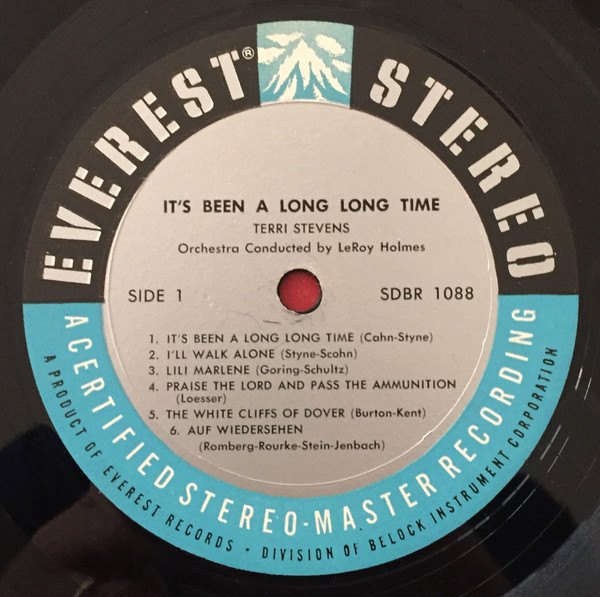 EVEREST® STEREO
IT'S BEEN A LONG LONG TIME
TERRI STEVENS
Orchestra Conducted by LeRoy Holmes
SIDE 1
SDBR 1088
1. IT'S BEEN A LONG LONG TIME (Cahn-Styne)
2. I'LL WALK ALONE (Styne-Scohn)
3. LILI MARLENE (Goring-Schultz)
4. PRAISE THE LORD AND PASS THE AMMUNITION
(Loesser)
5. THE WHITE CLIFFS OF DOVER (Burton-Kent)
6. AUF WIEDERSEHEN
(Romberg-Rourke-Stein-Jenbach)
A CERTIFIED STEREO-MASTER RECORDING
A PRODUCT OF EVEREST RECORDS • DIVISION OF BELOCK INSTRUMENT CORPORATION